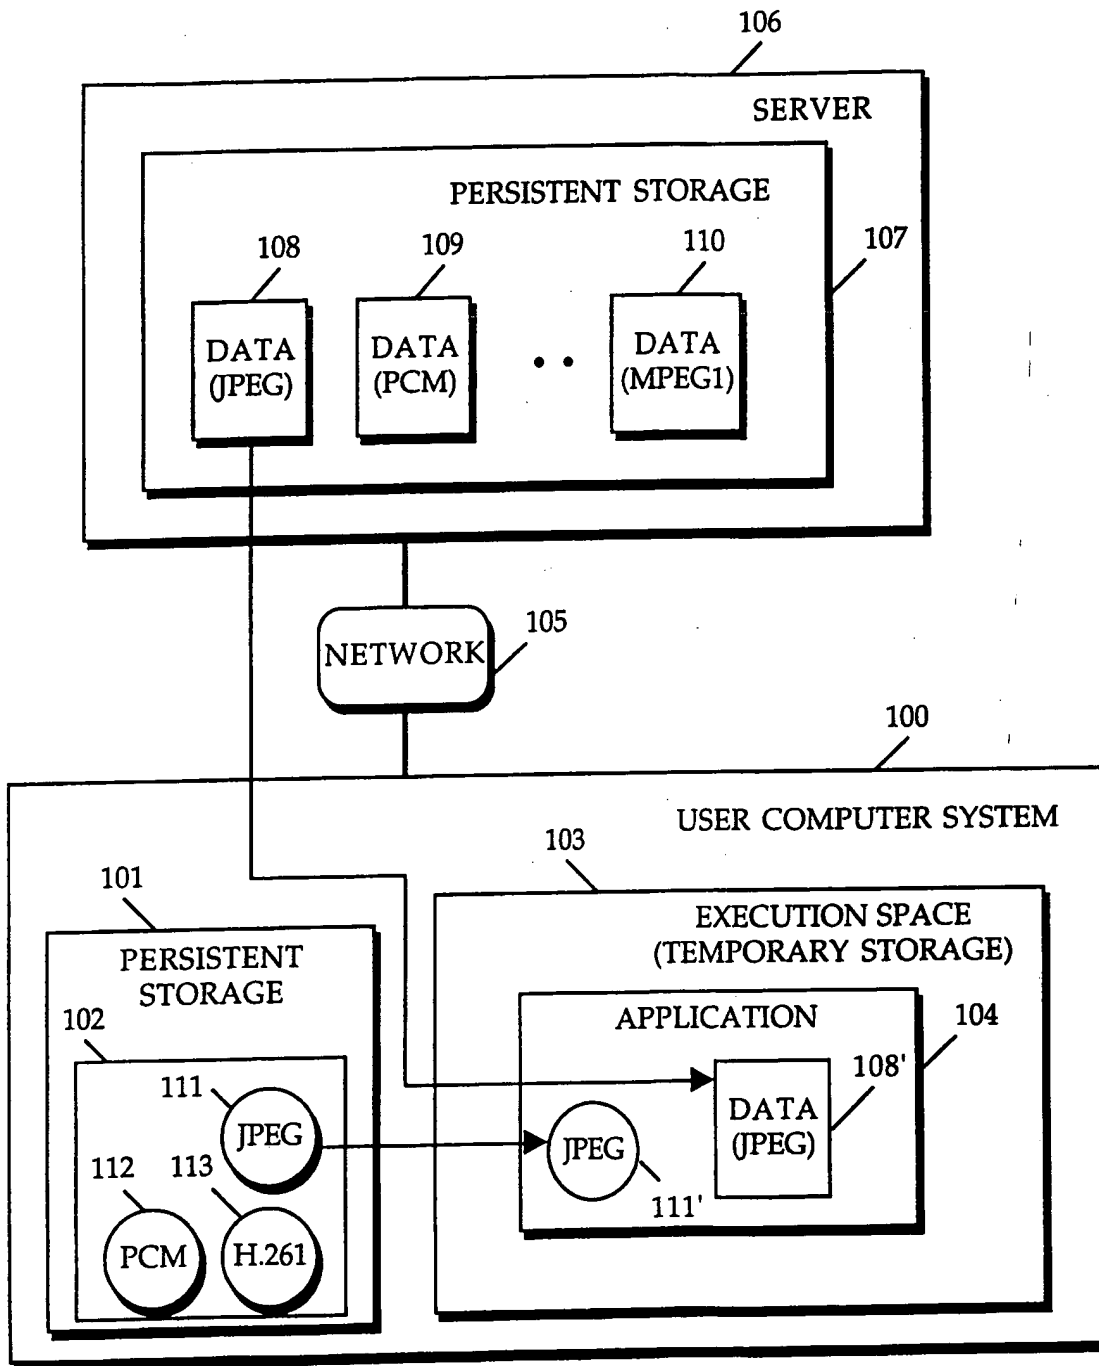 106
SERVER
PERSISTENT STORAGE
108
109
110
107
DATA
(JPEG)
DATA
(PCM)
DATA
(MPEG1)
NETWORK
105
100
USER COMPUTER SYSTEM
103
101
EXECUTION SPACE
(TEMPORARY STORAGE)
PERSISTENT
STORAGE
102
APPLICATION
104
111
108'
JPEG
DATA
(JPEG)
JPEG
111'
112
113
PCM
H.261